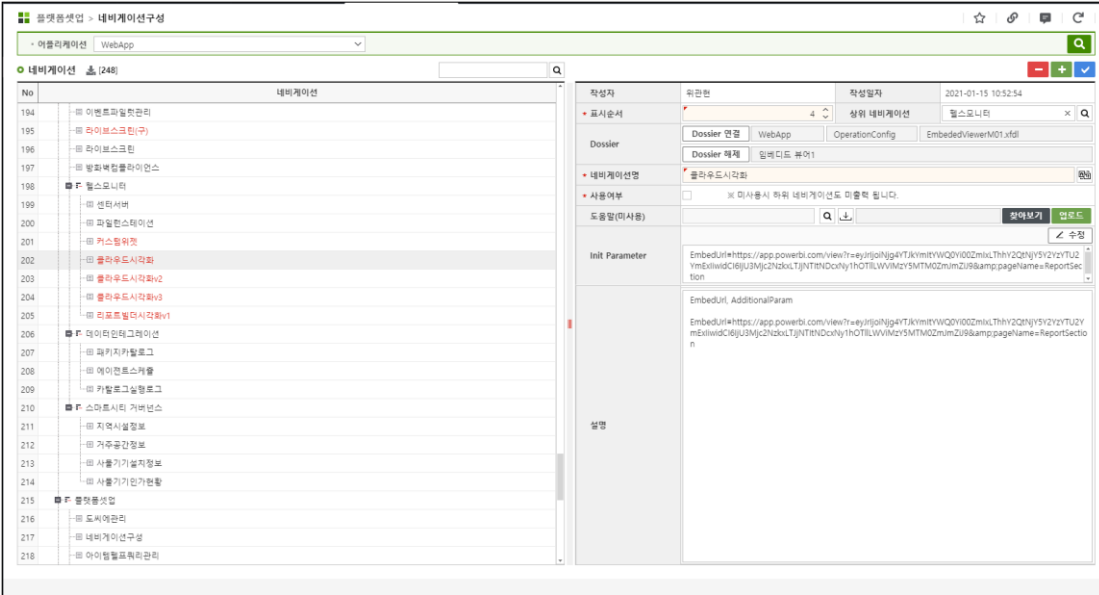 플랫폼셋업 > 네비게이션구성
어플리케이션 WebApp
네비게이션 [248]
No 네비게이션
194 이벤트파일럿관리
195 라이브스크린(구)
196 라이브스크린
197 방화벽컴플라이언스
198 헬스모니터
199 센터서버
200 파일런스테이션
201 커스텀위젯
202 클라우드시각화
203 클라우드시각화v2
204 클라우드시각화v3
205 리포트빌더시각화v1
206 데이터인테그레이션
207 패키지카탈로그
208 에이전트스케쥴
209 카탈로그실행로그
210 스마트시티 거버넌스
211 지역시설정보
212 거주공간정보
213 사물기기설치정보
214 사물기기인가현황
215 플랫폼셋업
216 도씨에관리
217 네비게이션구성
218 아이템헬프쿼리관리
작성자 위관현 작성일자 2021-01-15 10:52:54
표시순서 4 상위 네비게이션 헬스모니터
Dossier
Dossier 연결 WebApp OperationConfig EmbededViewerM01.xfdl
Dossier 해제 임베디드 뷰어1
네비게이션명 클라우드시각화
사용여부 ※ 미사용시 하위 네비게이션도 미출력 됩니다.
도움말(미사용) 찾아보기 업로드
수정
Init Parameter
EmbedUrl=https://app.powerbi.com/view?r=eyJrIjoiNjg4YTJkYmItYWQ0Yi00ZmIxLThhY2QtNjY5Y2YzYTU2
YmExIiwidCI6IjU3Mjc2NzkxLTJjNTItNDcxNy1hOTllLWViMzY5MTM0ZmJmZiJ9&amp;pageName=ReportSec
tion
설명
EmbedUrl, AdditionalParam
EmbedUrl=https://app.powerbi.com/view?r=eyJrIjoiNjg4YTJkYmItYWQ0Yi00ZmIxLThhY2QtNjY5Y2YzYTU2Y
mExIiwidCI6IjU3Mjc2NzkxLTJjNTItNDcxNy1hOTllLWViMzY5MTM0ZmJmZiJ9&amp;pageName=ReportSectio
n